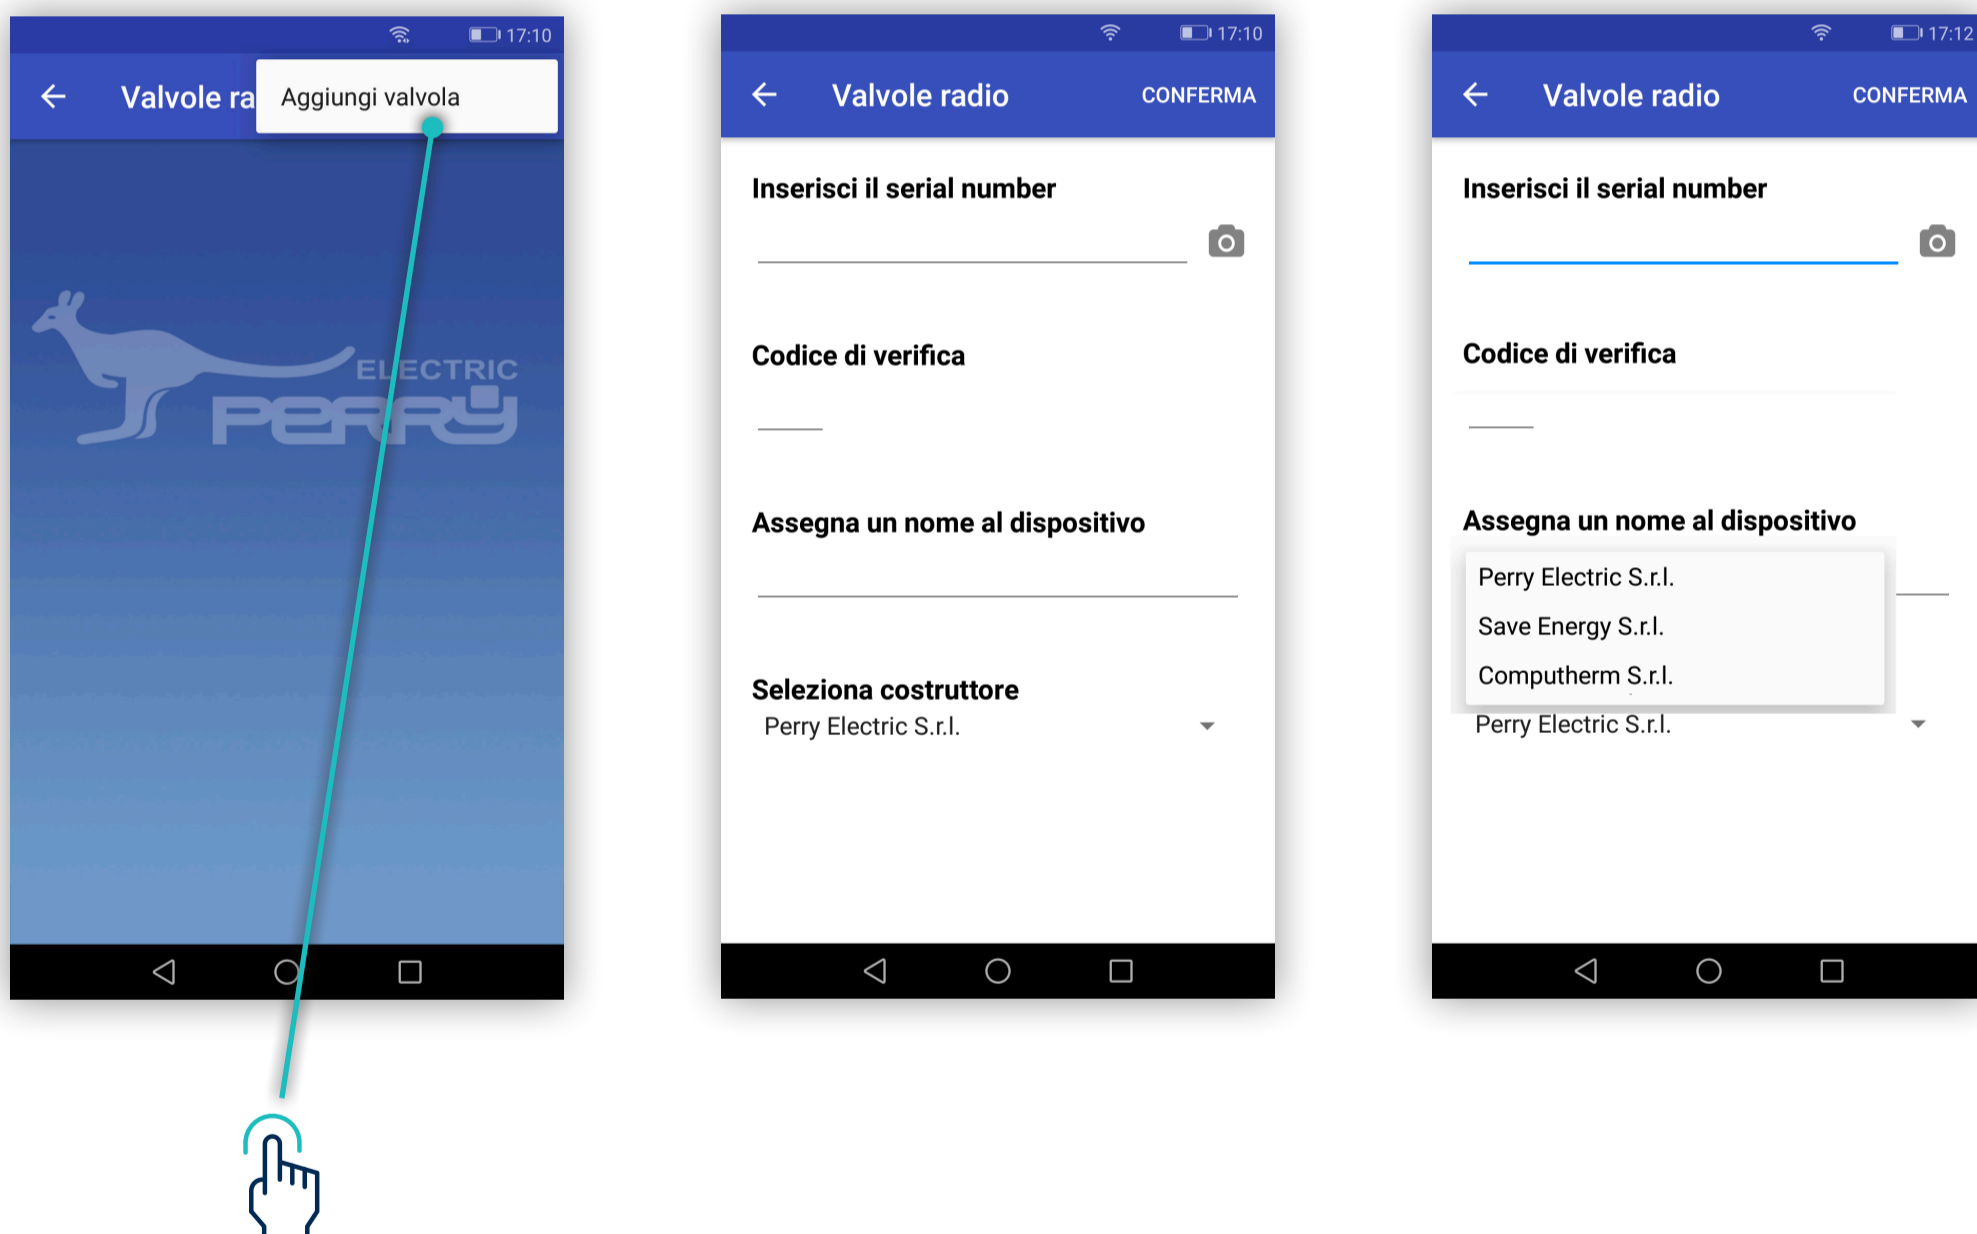 17:10
Valvole ra
Aggiungi valvola
ELECTRIC
PERRY
17:10
Valvole radio
CONFERMA
Inserisci il serial number
Codice di verifica
Assegna un nome al dispositivo
Seleziona costruttore
Perry Electric S.r.l.
17:12
Valvole radio
CONFERMA
Inserisci il serial number
Codice di verifica
Assegna un nome al dispositivo
Perry Electric S.r.l.
Save Energy S.r.l.
Computherm S.r.l.
Perry Electric S.r.l.